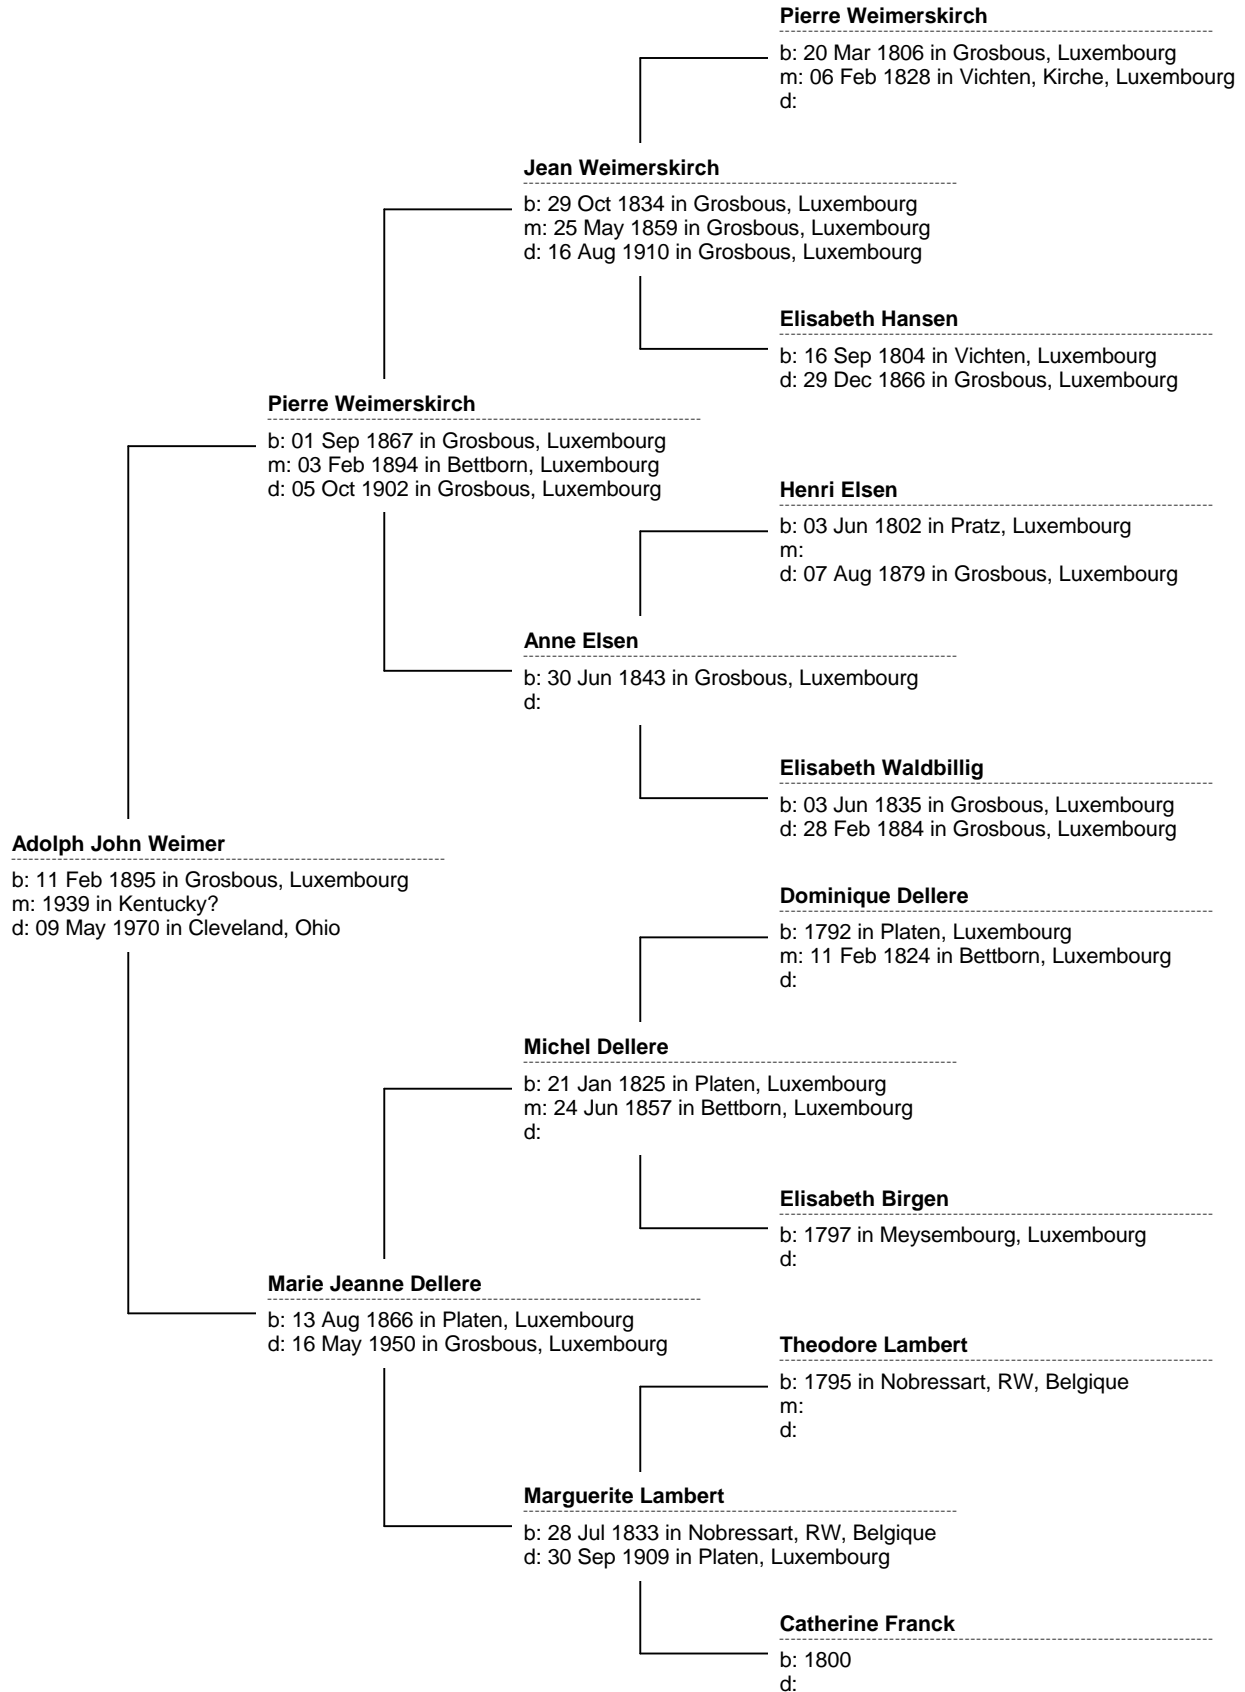 Pierre Weimerskirch
b: 20 Mar 1806 in Grosbous, Luxembourg
m: 06 Feb 1828 in Vichten, Kirche, Luxembourg
d:
Jean Weimerskirch
b: 29 Oct 1834 in Grosbous, Luxembourg
m: 25 May 1859 in Grosbous, Luxembourg
d: 16 Aug 1910 in Grosbous, Luxembourg
Elisabeth Hansen
b: 16 Sep 1804 in Vichten, Luxembourg
d: 29 Dec 1866 in Grosbous, Luxembourg
Pierre Weimerskirch
b: 01 Sep 1867 in Grosbous, Luxembourg
m: 03 Feb 1894 in Bettborn, Luxembourg
d: 05 Oct 1902 in Grosbous, Luxembourg
Henri Elsen
b: 03 Jun 1802 in Pratz, Luxembourg
m:
d: 07 Aug 1879 in Grosbous, Luxembourg
Anne Elsen
b: 30 Jun 1843 in Grosbous, Luxembourg
d:
Elisabeth Waldbillig
b: 03 Jun 1835 in Grosbous, Luxembourg
d: 28 Feb 1884 in Grosbous, Luxembourg
Adolph John Weimer
b: 11 Feb 1895 in Grosbous, Luxembourg
m: 1939 in Kentucky?
d: 09 May 1970 in Cleveland, Ohio
Dominique Dellere
b: 1792 in Platen, Luxembourg
m: 11 Feb 1824 in Bettborn, Luxembourg
d:
Michel Dellere
b: 21 Jan 1825 in Platen, Luxembourg
m: 24 Jun 1857 in Bettborn, Luxembourg
d:
Elisabeth Birgen
b: 1797 in Meysembourg, Luxembourg
d:
Marie Jeanne Dellere
b: 13 Aug 1866 in Platen, Luxembourg
d: 16 May 1950 in Grosbous, Luxembourg
Theodore Lambert
b: 1795 in Nobressart, RW, Belgique
m:
d:
Marguerite Lambert
b: 28 Jul 1833 in Nobressart, RW, Belgique
d: 30 Sep 1909 in Platen, Luxembourg
Catherine Franck
b: 1800
d: